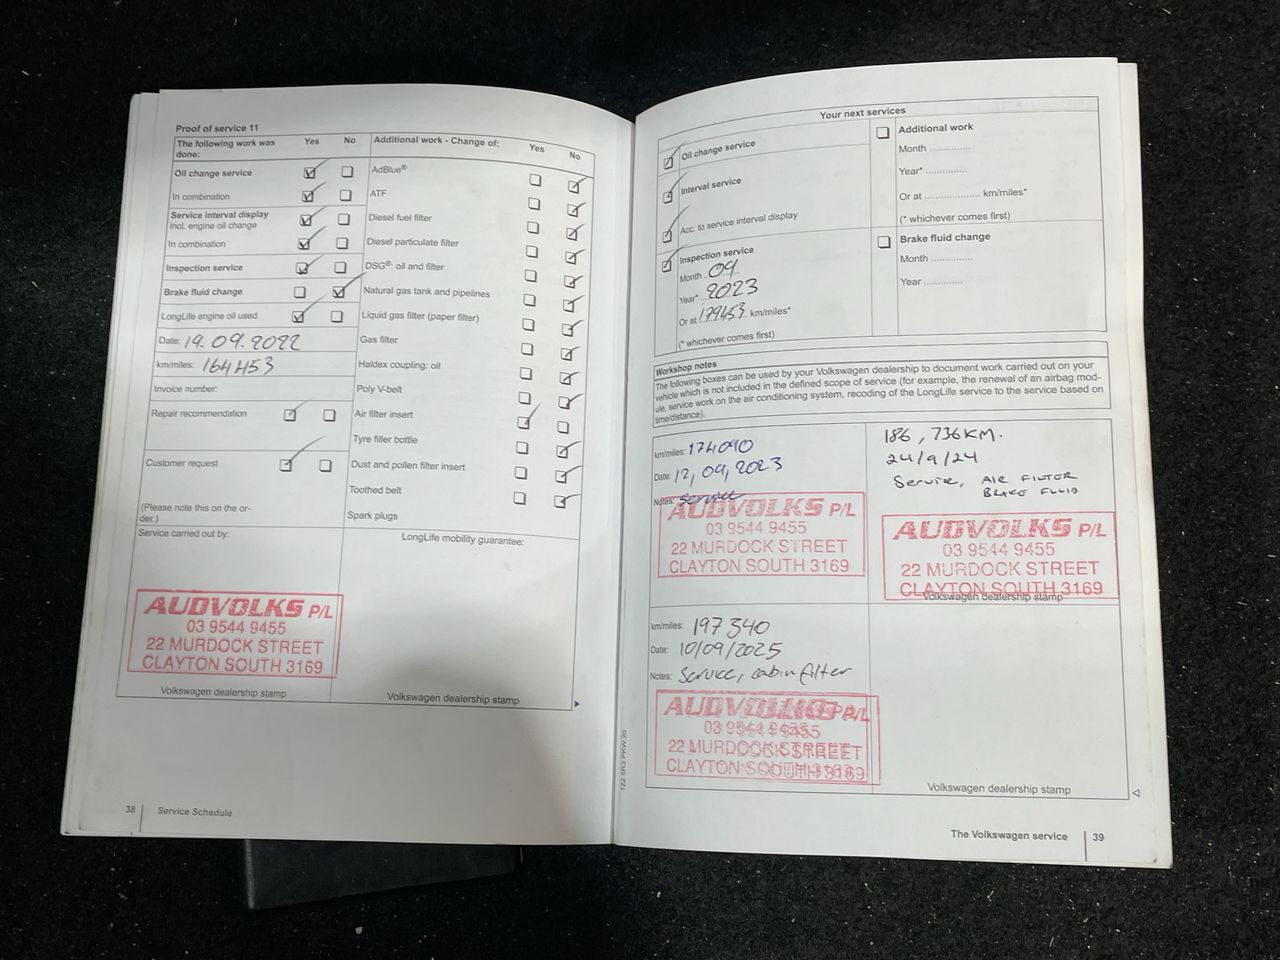 Proof of service 11
The following work was done: Yes No
Oil change service
In combination
Service interval display
incl. engine oil change
In combination
Inspection service
Brake fluid change
LongLife engine oil used
Date: 19.09.2022
km/miles: 164453
Invoice number:
Repair recommendation
Customer request
(Please note this on the or-
der.)
Additional work - Change of: Yes No
AdBlue®
ATF
Diesel fuel filter
Diesel particulate filter
DSG®: oil and filter
Natural gas tank and pipelines
Liquid gas filter (paper filter)
Gas filter
Haldex coupling: oil
Poly V-belt
Air filter insert
Tyre filler bottle
Dust and pollen filter insert
Toothed belt
Spark plugs
Service carried out by:
AUDVOLKS P/L
03 9544 9455
22 MURDOCK STREET
CLAYTON SOUTH 3169
Volkswagen dealership stamp
LongLife mobility guarantee:
Volkswagen dealership stamp
38 Service Schedule
Your next services
Oil change service
Interval service
Acc. to service interval display
Inspection service
Month 09
Year* 2023
Or at 179453 km/miles*
(* whichever comes first)
Additional work
Month ...............
Year* ...............
Or at ..................... km/miles*
(* whichever comes first)
Brake fluid change
Month ...............
Year ..............
Workshop notes
The following boxes can be used by your Volkswagen dealership to document work carried out on your
vehicle which is not included in the defined scope of service (for example, the renewal of an airbag mod-
ule, service work on the air conditioning system, recoding of the LongLife service to the service based on
time/distance).
km/miles: 174090
Date: 12,09,2023
Notes: Service
AUDVOLKS P/L
03 9544 9455
22 MURDOCK STREET
CLAYTON SOUTH 3169
186,736KM.
24/9/24
Service, AIR FILTER
BRAKE FLUID
AUDVOLKS P/L
03 9544 9455
22 MURDOCK STREET
CLAYTON SOUTH 3169
Volkswagen dealership stamp
km/miles: 197340
Date: 10/09/2025
Notes: Service, cabin filter
AUDVOLKS P/L
03 9544 9455
22 MURDOCK STREET
CLAYTON SOUTH 3169
Volkswagen dealership stamp
The Volkswagen service 39